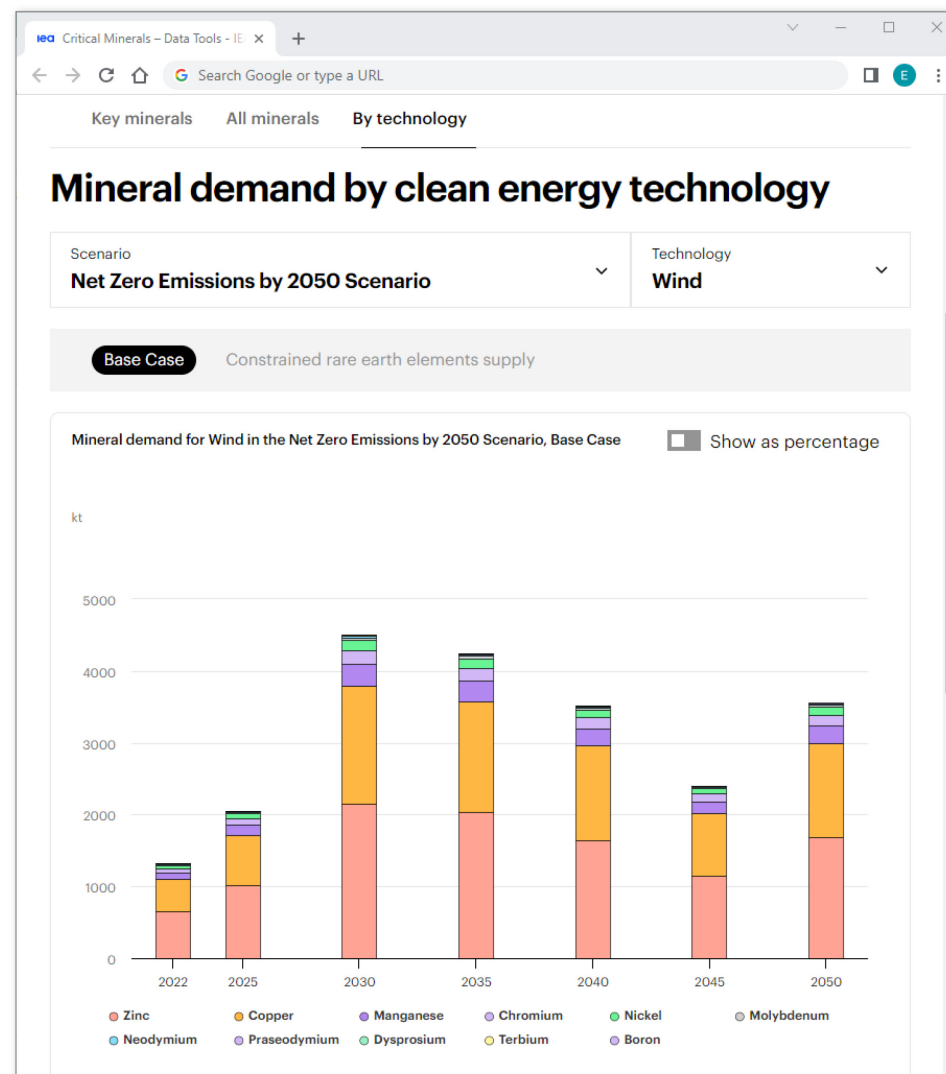 iea Critical Minerals – Data Tools - IE
Search Google or type a URL
E
Key minerals All minerals By technology
Mineral demand by clean energy technology
Scenario Technology
Net Zero Emissions by 2050 Scenario Wind
Base Case Constrained rare earth elements supply
Mineral demand for Wind in the Net Zero Emissions by 2050 Scenario, Base Case Show as percentage
kt
5000
4000
3000
2000
1000
0
2022 2025 2030 2035 2040 2045 2050
Zinc Copper Manganese Chromium Nickel Molybdenum
Neodymium Praseodymium Dysprosium Terbium Boron